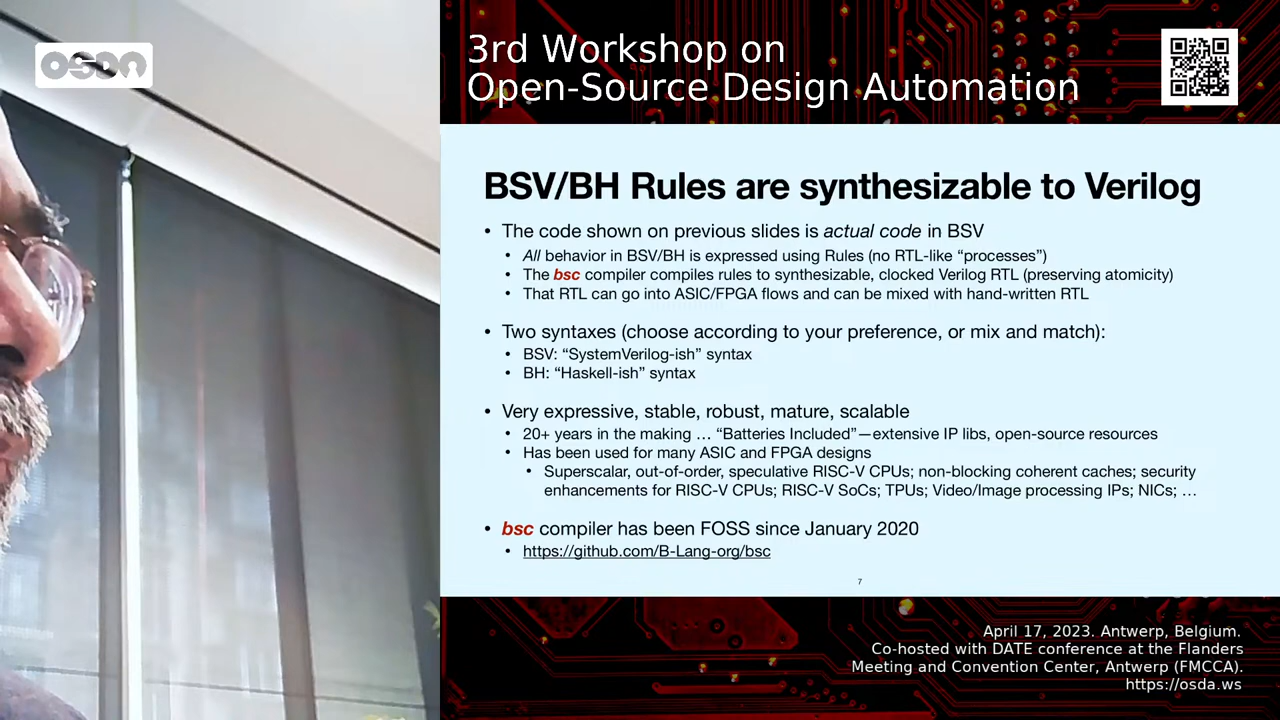 OSDA
3rd Workshop on
Open-Source Design Automation
BSV/BH Rules are synthesizable to Verilog
• The code shown on previous slides is actual code in BSV
• All behavior in BSV/BH is expressed using Rules (no RTL-like “processes”)
• The bsc compiler compiles rules to synthesizable, clocked Verilog RTL (preserving atomicity)
• That RTL can go into ASIC/FPGA flows and can be mixed with hand-written RTL
• Two syntaxes (choose according to your preference, or mix and match):
• BSV: “SystemVerilog-ish” syntax
• BH: “Haskell-ish” syntax
• Very expressive, stable, robust, mature, scalable
• 20+ years in the making … “Batteries Included”—extensive IP libs, open-source resources
• Has been used for many ASIC and FPGA designs
• Superscalar, out-of-order, speculative RISC-V CPUs; non-blocking coherent caches; security
enhancements for RISC-V CPUs; RISC-V SoCs; TPUs; Video/Image processing IPs; NICs; …
• bsc compiler has been FOSS since January 2020
• https://github.com/B-Lang-org/bsc
7
April 17, 2023. Antwerp, Belgium.
Co-hosted with DATE conference at the Flanders
Meeting and Convention Center, Antwerp (FMCCA).
https://osda.ws